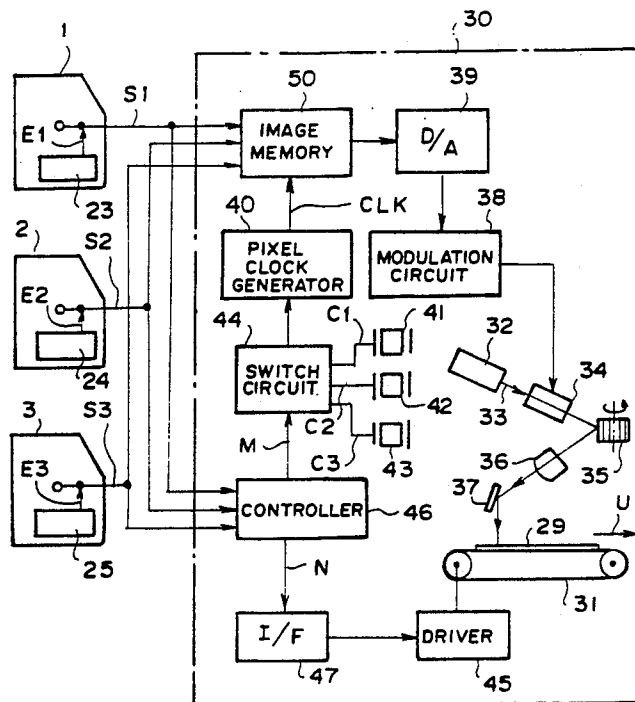 30
1
S1
E1
23
50
IMAGE
MEMORY
39
D/A
CLK
40
PIXEL
CLOCK
GENERATOR
38
MODULATION
CIRCUIT
2
S2
E2
24
44
SWITCH
CIRCUIT
C1
41
C2
42
C3
43
M
32
33
34
35
36
37
3
S3
E3
25
CONTROLLER
46
N
29
U
31
I/F
47
DRIVER
45